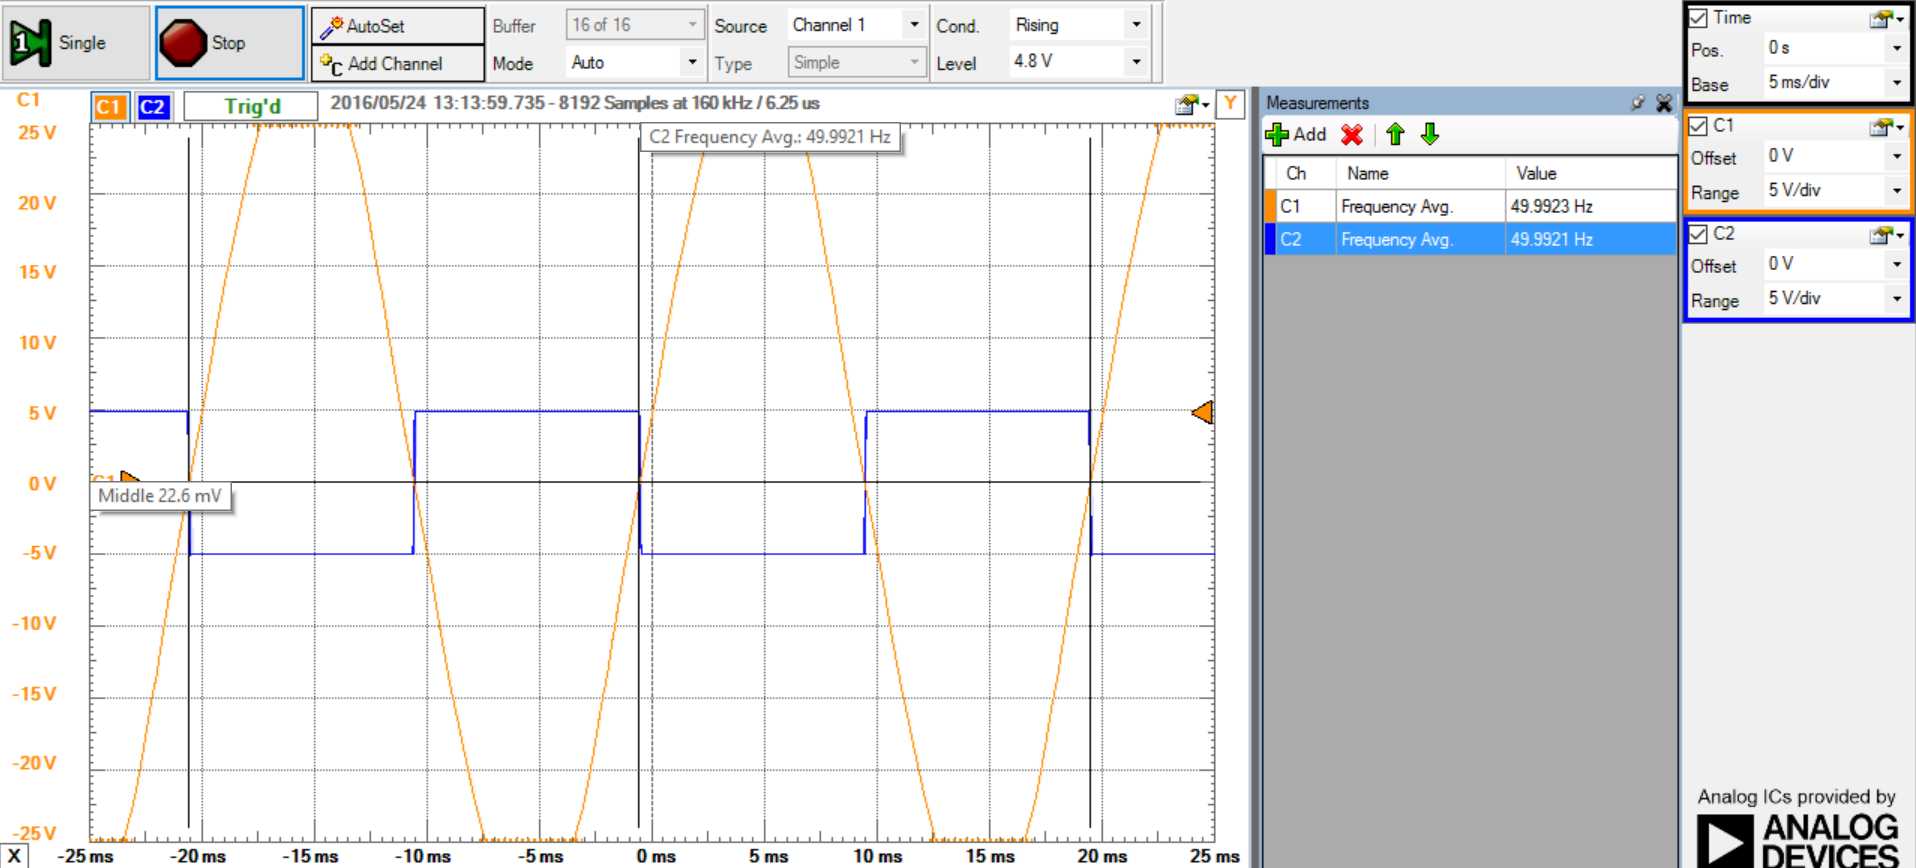 1 Single
Stop
AutoSet
Add Channel
Buffer 16 of 16
Mode Auto
Source Channel 1
Type Simple
Cond. Rising
Level 4.8 V
C1 C1 C2 Trig'd 2016/05/24 13:13:59.735 - 8192 Samples at 160 kHz / 6.25 us Y
25 V
20 V
15 V
10 V
5 V
0 V
-5 V
-10 V
-15 V
-20 V
-25 V
C2 Frequency Avg.: 49.9921 Hz
C1
Middle 22.6 mV
X -25 ms -20 ms -15 ms -10 ms -5 ms 0 ms 5 ms 10 ms 15 ms 20 ms 25 ms
Measurements
Add
Ch Name Value
C1 Frequency Avg. 49.9923 Hz
C2 Frequency Avg. 49.9921 Hz
Time
Pos. 0 s
Base 5 ms/div
C1
Offset 0 V
Range 5 V/div
C2
Offset 0 V
Range 5 V/div
Analog ICs provided by
ANALOG
DEVICES